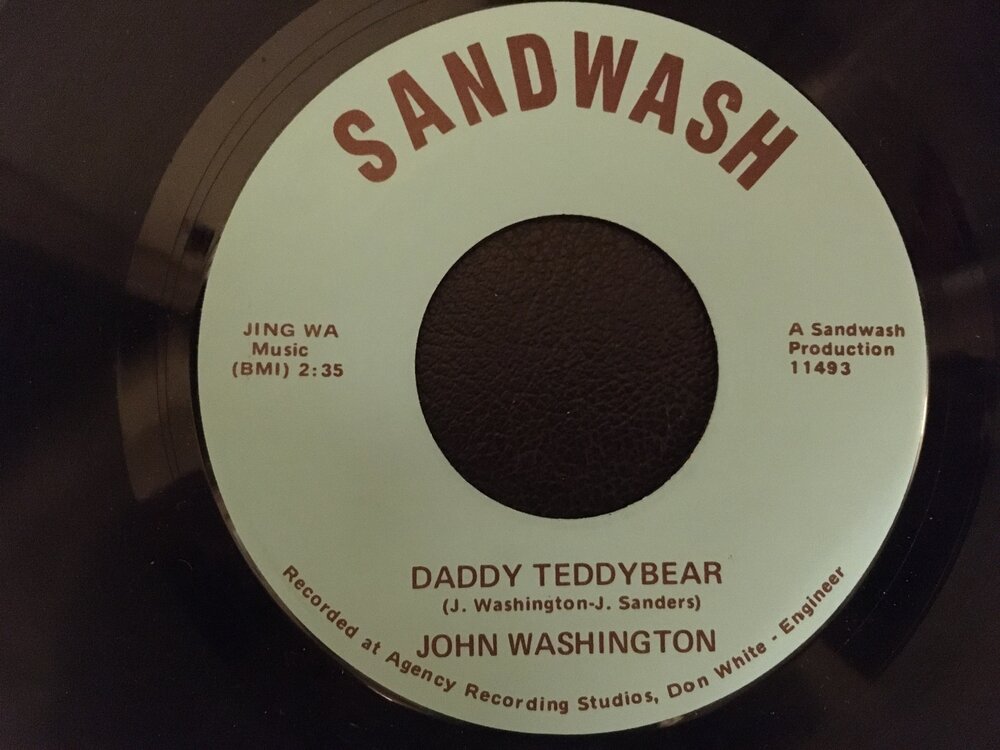 SANDWASH
JING WA
Music
(BMI) 2:35
A Sandwash
Production
11493
DADDY TEDDYBEAR
(J. Washington-J. Sanders)
JOHN WASHINGTON
Recorded at Agency Recording Studios, Don White - Engineer